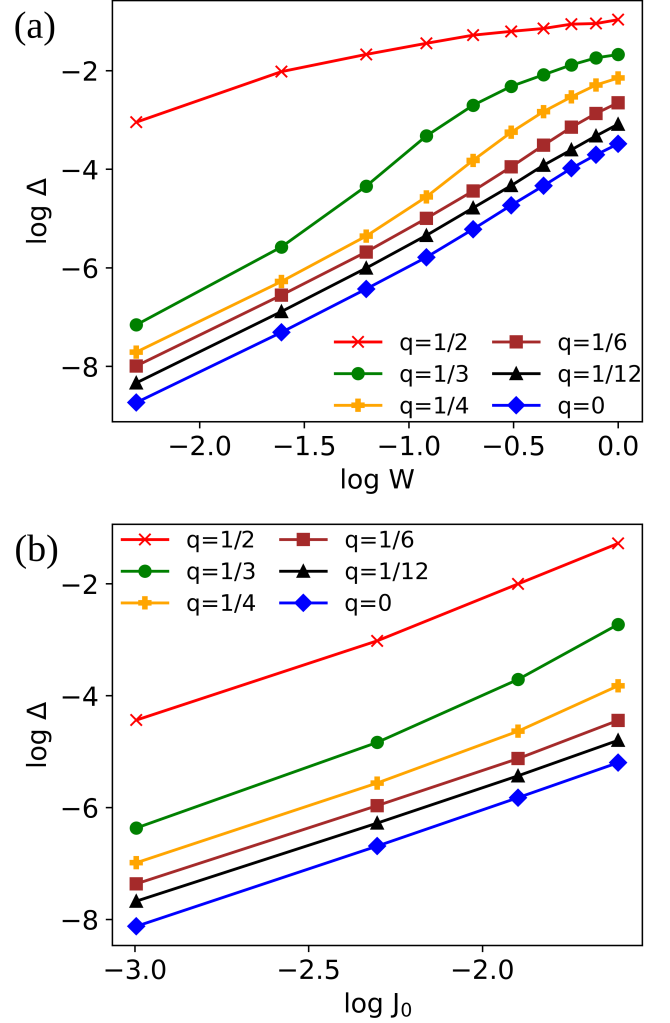 (a)
−2
−4
−6
−8
log Δ
q=1/2
q=1/3
q=1/4
q=1/6
q=1/12
q=0
−2.0 −1.5 −1.0 −0.5 0.0
log W
(b)
q=1/2
q=1/3
q=1/4
q=1/6
q=1/12
q=0
−2
−4
−6
−8
log Δ
−3.0 −2.5 −2.0
log J₀